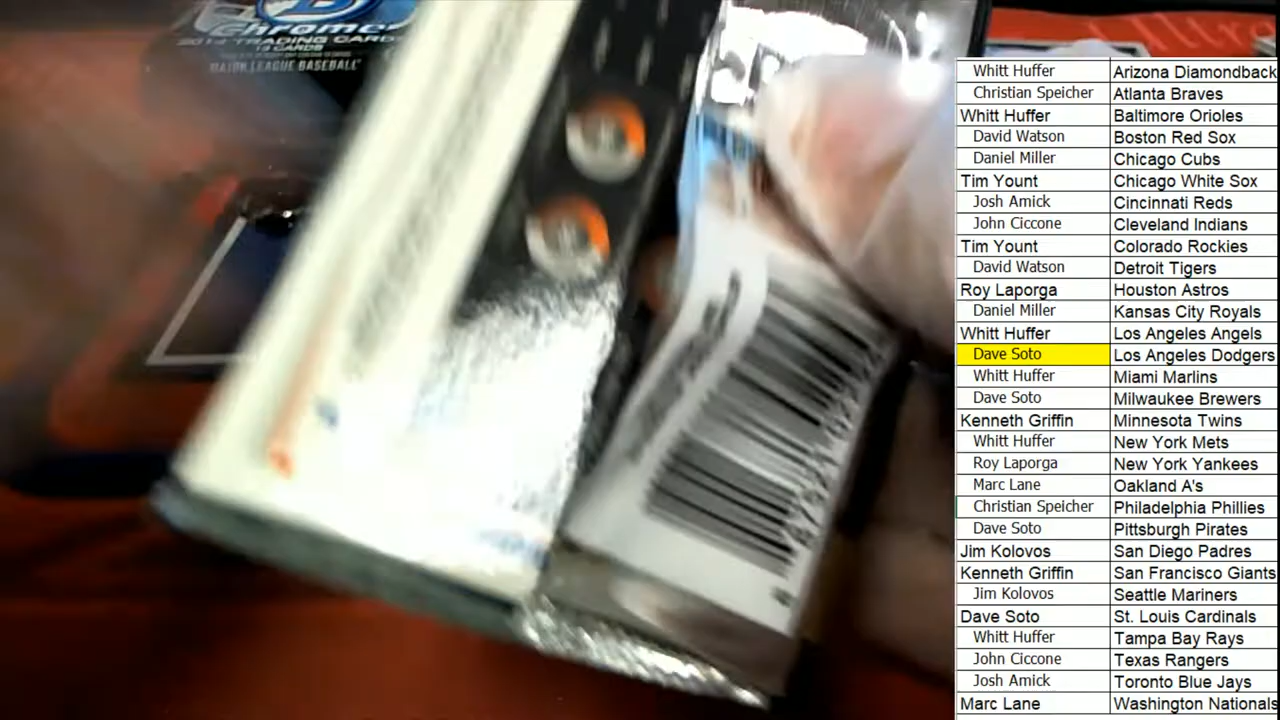 Chrome
2014 TRADING CARDS
13 CARDS
MAJOR LEAGUE BASEBALL
Whitt Huffer Arizona Diamondback
Christian Speicher Atlanta Braves
Whitt Huffer Baltimore Orioles
David Watson Boston Red Sox
Daniel Miller Chicago Cubs
Tim Yount Chicago White Sox
Josh Amick Cincinnati Reds
John Ciccone Cleveland Indians
Tim Yount Colorado Rockies
David Watson Detroit Tigers
Roy Laporga Houston Astros
Daniel Miller Kansas City Royals
Whitt Huffer Los Angeles Angels
Dave Soto Los Angeles Dodgers
Whitt Huffer Miami Marlins
Dave Soto Milwaukee Brewers
Kenneth Griffin Minnesota Twins
Whitt Huffer New York Mets
Roy Laporga New York Yankees
Marc Lane Oakland A's
Christian Speicher Philadelphia Phillies
Dave Soto Pittsburgh Pirates
Jim Kolovos San Diego Padres
Kenneth Griffin San Francisco Giants
Jim Kolovos Seattle Mariners
Dave Soto St. Louis Cardinals
Whitt Huffer Tampa Bay Rays
John Ciccone Texas Rangers
Josh Amick Toronto Blue Jays
Marc Lane Washington Nationals